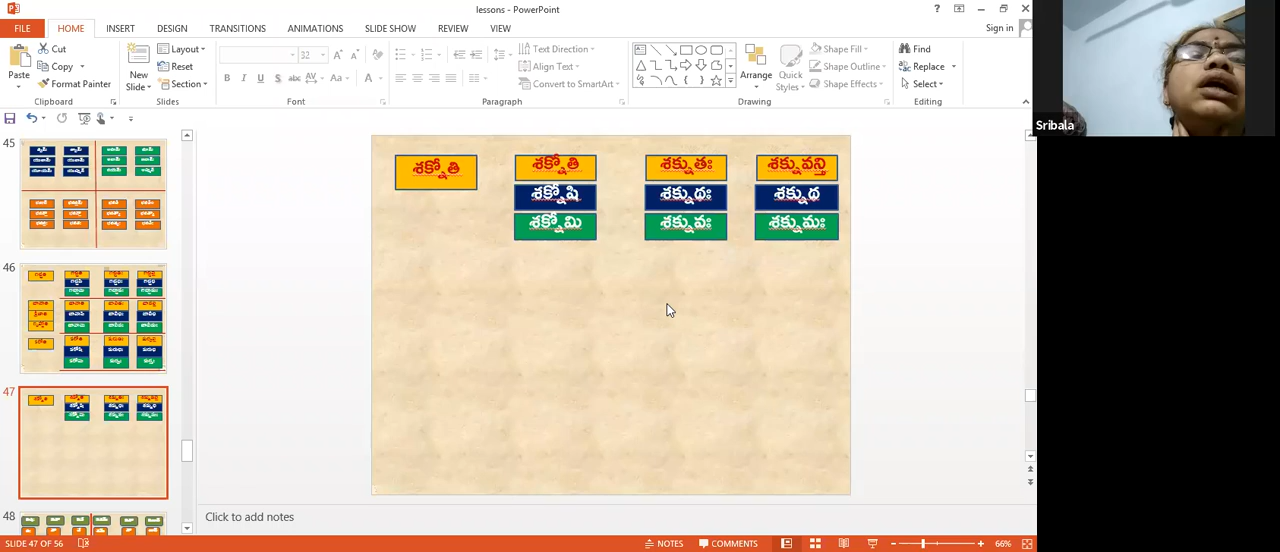 lessons - PowerPoint
FILE HOME INSERT DESIGN TRANSITIONS ANIMATIONS SLIDE SHOW REVIEW VIEW Sign in
Paste Cut Copy Format Painter Clipboard
New Slide Layout Reset Section Slides
32 Font
Text Direction Align Text Convert to SmartArt Paragraph
Arrange Quick Styles Shape Fill Shape Outline Shape Effects Drawing
Find Replace Select Editing
Sribala
45
46
47
48
శక్నోతి శక్నోతి శక్నుతః శక్నువన్తి
శక్నోషి శక్నుథః శక్నుథ
శక్నోమి శక్నువః శక్నుమః
Click to add notes
SLIDE 47 OF 56 NOTES COMMENTS 66%